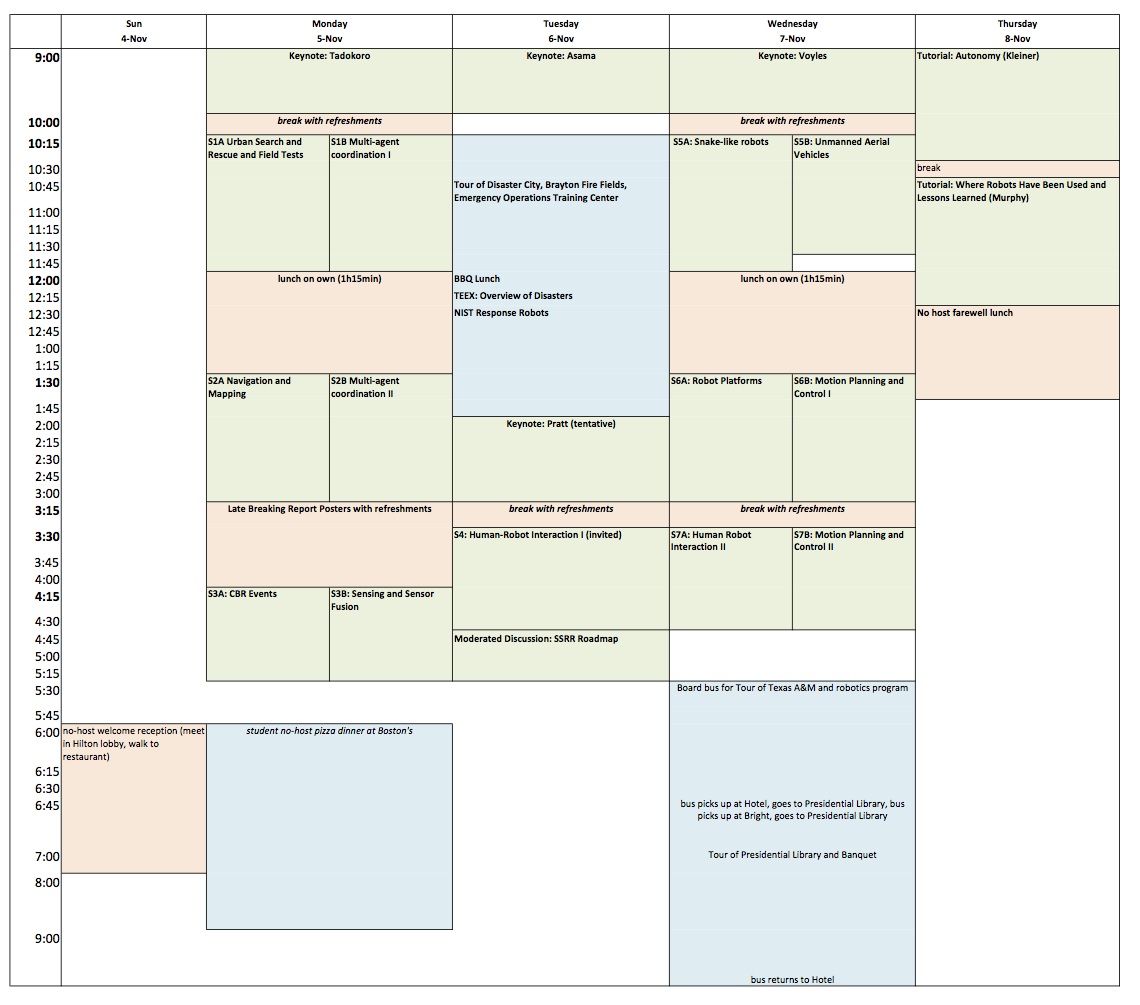 Sun Monday Tuesday Wednesday Thursday
4-Nov 5-Nov 6-Nov 7-Nov 8-Nov
9:00 Keynote: Tadokoro Keynote: Asama Keynote: Voyles Tutorial: Autonomy (Kleiner)
10:00 break with refreshments break with refreshments
10:15 S1A Urban Search and S1B Multi-agent S5A: Snake-like robots S5B: Unmanned Aerial
Rescue and Field Tests coordination I Vehicles
10:30 break
10:45 Tour of Disaster City, Brayton Fire Fields, Tutorial: Where Robots Have Been Used and
Emergency Operations Training Center Lessons Learned (Murphy)
11:00
11:15
11:30
11:45
12:00 lunch on own (1h15min) BBQ Lunch lunch on own (1h15min)
12:15 TEEX: Overview of Disasters
12:30 NIST Response Robots No host farewell lunch
12:45
1:00
1:15
1:30 S2A Navigation and S2B Multi-agent S6A: Robot Platforms S6B: Motion Planning and
Mapping coordination II Control I
1:45
2:00 Keynote: Pratt (tentative)
2:15
2:30
2:45
3:00
3:15 Late Breaking Report Posters with refreshments break with refreshments break with refreshments
3:30 S4: Human-Robot Interaction I (invited) S7A: Human Robot S7B: Motion Planning and
Interaction II Control II
3:45
4:00
4:15 S3A: CBR Events S3B: Sensing and Sensor
Fusion
4:30
4:45 Moderated Discussion: SSRR Roadmap
5:00
5:15
5:30 Board bus for Tour of Texas A&M and robotics program
5:45
6:00 no-host welcome reception (meet student no-host pizza dinner at Boston's
in Hilton lobby, walk to
restaurant)
6:15
6:30
6:45 bus picks up at Hotel, goes to Presidential Library, bus
picks up at Bright, goes to Presidential Library
7:00 Tour of Presidential Library and Banquet
8:00
9:00
bus returns to Hotel